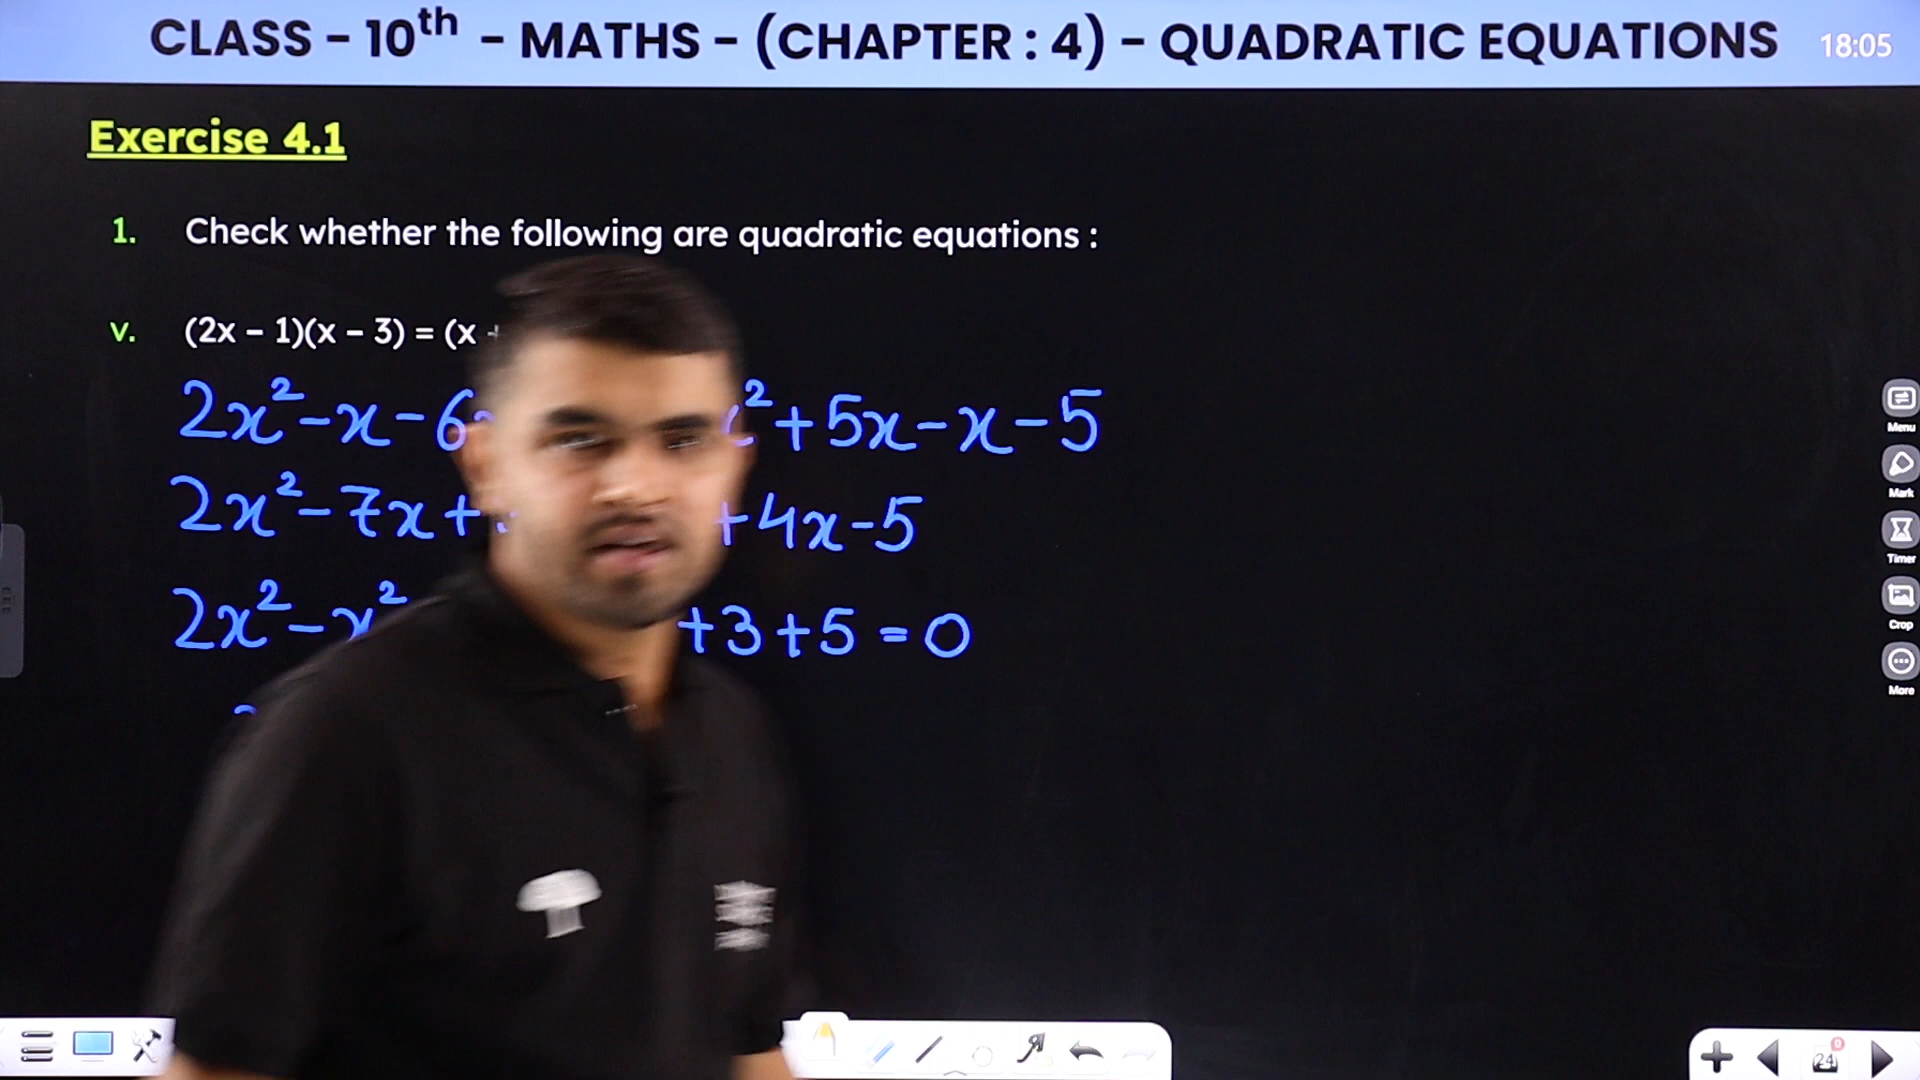 CLASS - 10th - MATHS - (CHAPTER : 4) - QUADRATIC EQUATIONS 18:05
Exercise 4.1
1. Check whether the following are quadratic equations :
v. (2x – 1)(x – 3) = (x +
2x² - x - 6 ² + 5x - x - 5
2x² - 7x + + 4x - 5
2x² - x² + 3 + 5 = 0
Menu
Mark
Timer
Crop
More
24
0